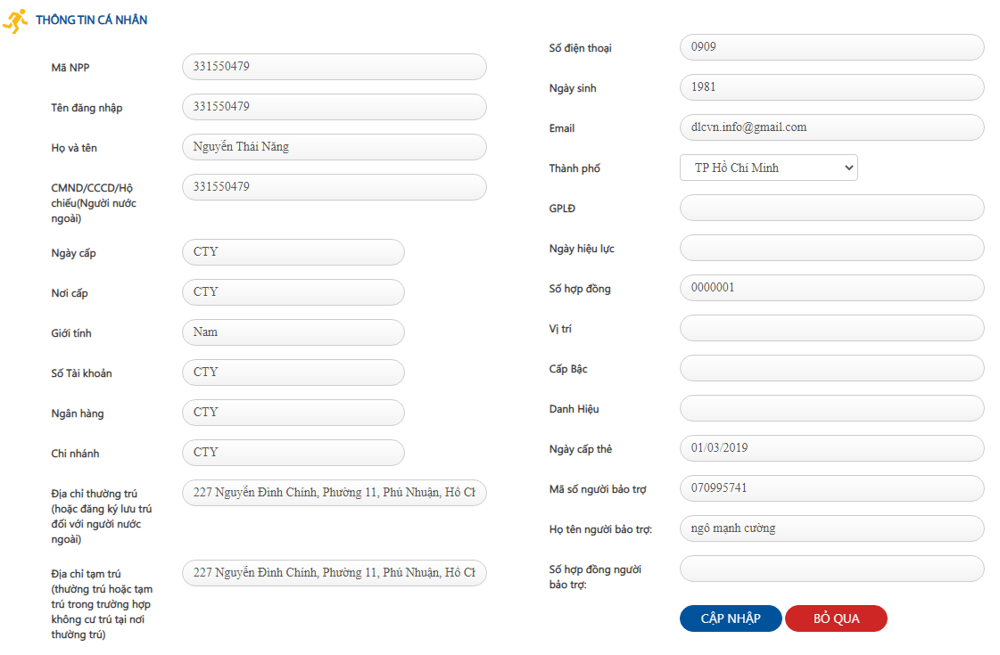 THÔNG TIN CÁ NHÂN
Mã NPP
331550479
Tên đăng nhập
331550479
Họ và tên
Nguyễn Thái Năng
CMND/CCCD/Hộ
chiếu(Người nước
ngoài)
331550479
Ngày cấp
CTY
Nơi cấp
CTY
Giới tính
Nam
Số Tài khoản
CTY
Ngân hàng
CTY
Chi nhánh
CTY
Địa chỉ thường trú
(hoặc đăng ký lưu trú
đối với người nước
ngoài)
227 Nguyễn Đình Chính, Phường 11, Phú Nhuận, Hồ Ch
Địa chỉ tạm trú
(thường trú hoặc tạm
trú trong trường hợp
không cư trú tại nơi
thường trú)
227 Nguyễn Đình Chính, Phường 11, Phú Nhuận, Hồ Ch
Số điện thoại
0909
Ngày sinh
1981
Email
dlcvn.info@gmail.com
Thành phố
TP Hồ Chí Minh
GPLĐ
Ngày hiệu lực
Số hợp đồng
0000001
Vị trí
Cấp Bậc
Danh Hiệu
Ngày cấp thẻ
01/03/2019
Mã số người bảo trợ
070995741
Họ tên người bảo trợ:
ngô mạnh cường
Số hợp đồng người
bảo trợ:
CẬP NHẬP
BỎ QUA